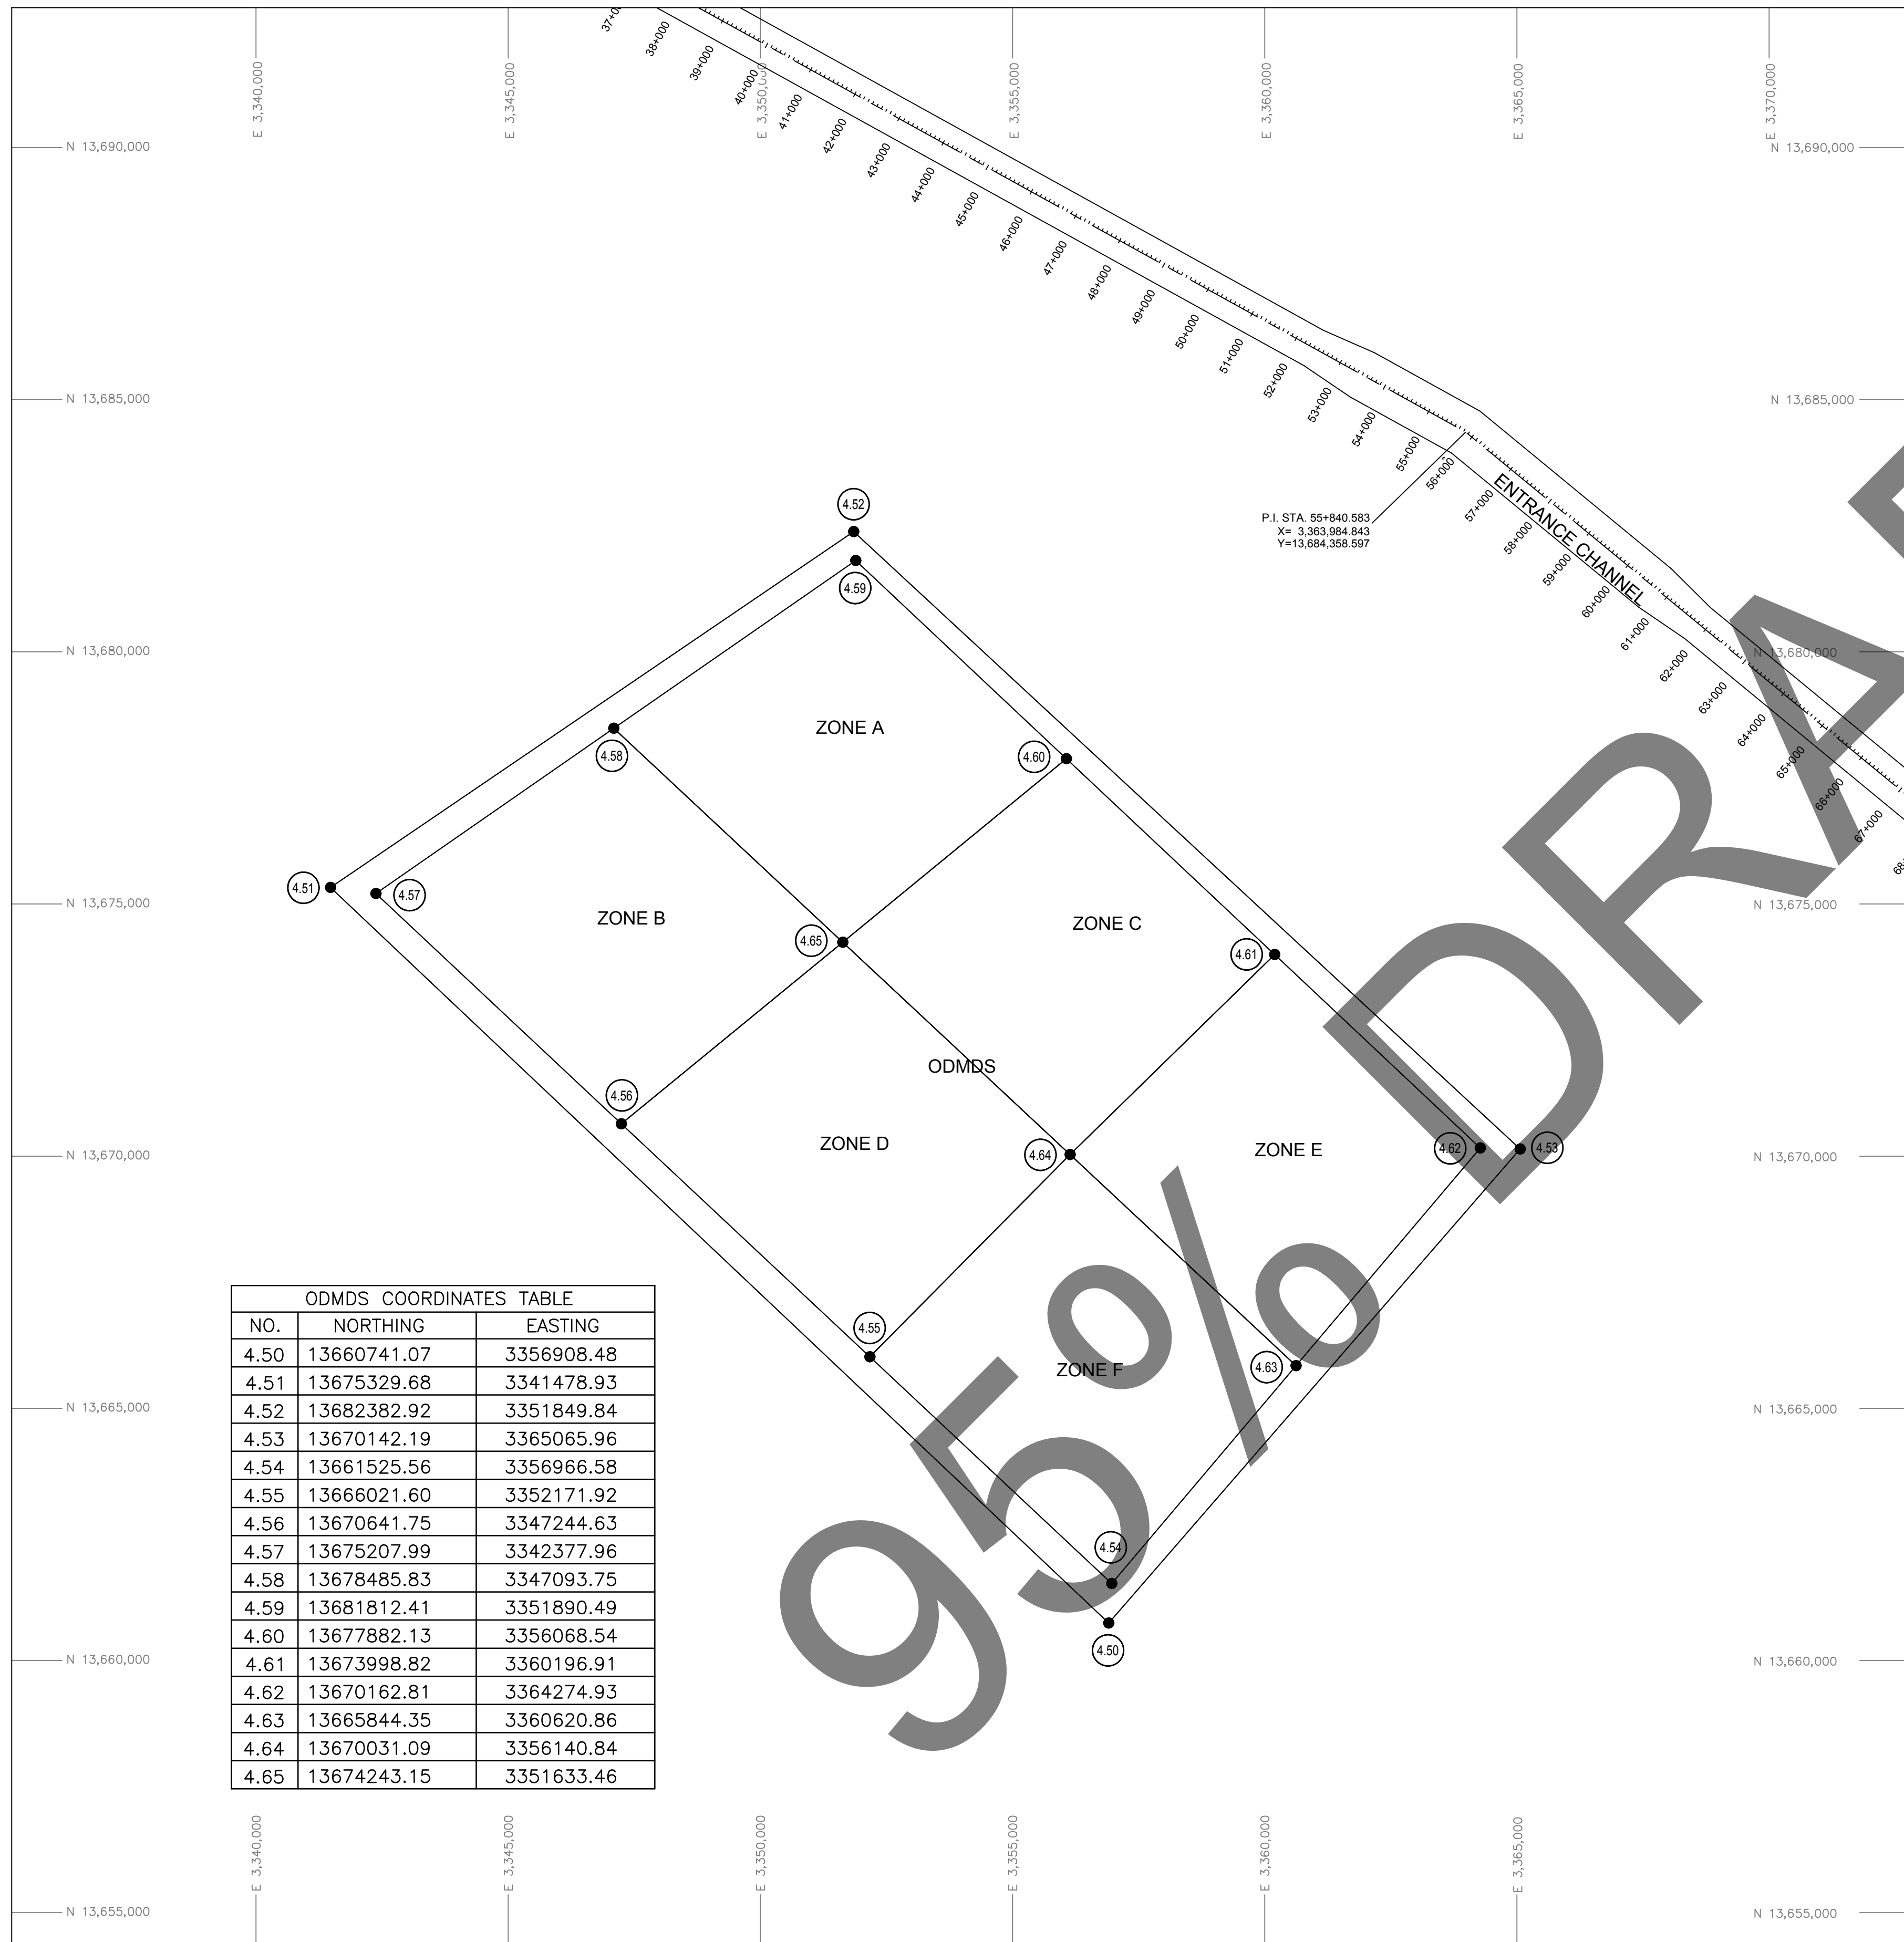 37+0
38+000
39+000
40+000
41+000
42+000
43+000
44+000
45+000
46+000
47+000
48+000
49+000
50+000
51+000
52+000
53+000
54+000
55+000
56+000
57+000
58+000
59+000
60+000
61+000
62+000
63+000
64+000
65+000
66+000
67+000
E 3,340,000
E 3,345,000
E 3,350,000
E 3,355,000
E 3,360,000
E 3,365,000
E 3,370,000
N 13,690,000
N 13,690,000
N 13,685,000
N 13,685,000
P.I. STA. 55+840.583
X= 3,363,984.843
Y=13,684,358.597
ENTRANCE CHANNEL
N 13,680,000
N 13,680,000
4.52
4.59
ZONE A
4.58
4.60
4.51
4.57
N 13,675,000
N 13,675,000
ZONE B
ZONE C
4.65
4.61
ODMDS
4.56
ZONE D
4.64
ZONE E
4.62
4.53
N 13,670,000
N 13,670,000
4.55
ZONE F
4.63
N 13,665,000
N 13,665,000
4.54
4.50
95% DRAF
ODMDS COORDINATES TABLE
NO. NORTHING EASTING
4.50 13660741.07 3356908.48
4.51 13675329.68 3341478.93
4.52 13682382.92 3351849.84
4.53 13670142.19 3365065.96
4.54 13661525.56 3356966.58
4.55 13666021.60 3352171.92
4.56 13670641.75 3347244.63
4.57 13675207.99 3342377.96
4.58 13678485.83 3347093.75
4.59 13681812.41 3351890.49
4.60 13677882.13 3356068.54
4.61 13673998.82 3360196.91
4.62 13670162.81 3364274.93
4.63 13665844.35 3360620.86
4.64 13670031.09 3356140.84
4.65 13674243.15 3351633.46
N 13,660,000
N 13,660,000
E 3,340,000
E 3,345,000
E 3,350,000
E 3,355,000
E 3,360,000
E 3,365,000
N 13,655,000
N 13,655,000